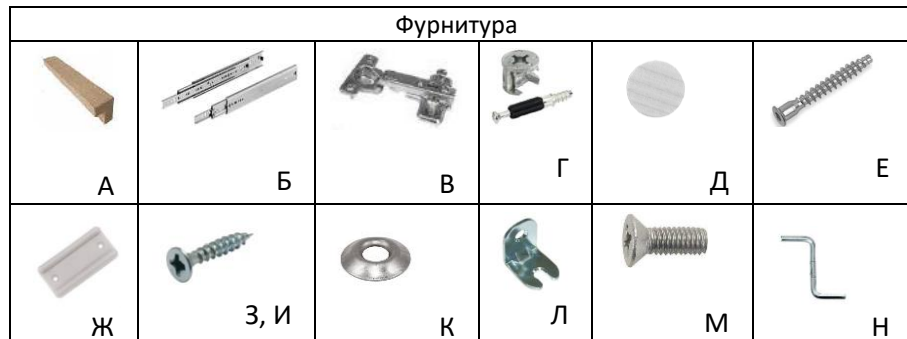 Фурнитура
А Б В Г Д Е
Ж З, И К Л М Н